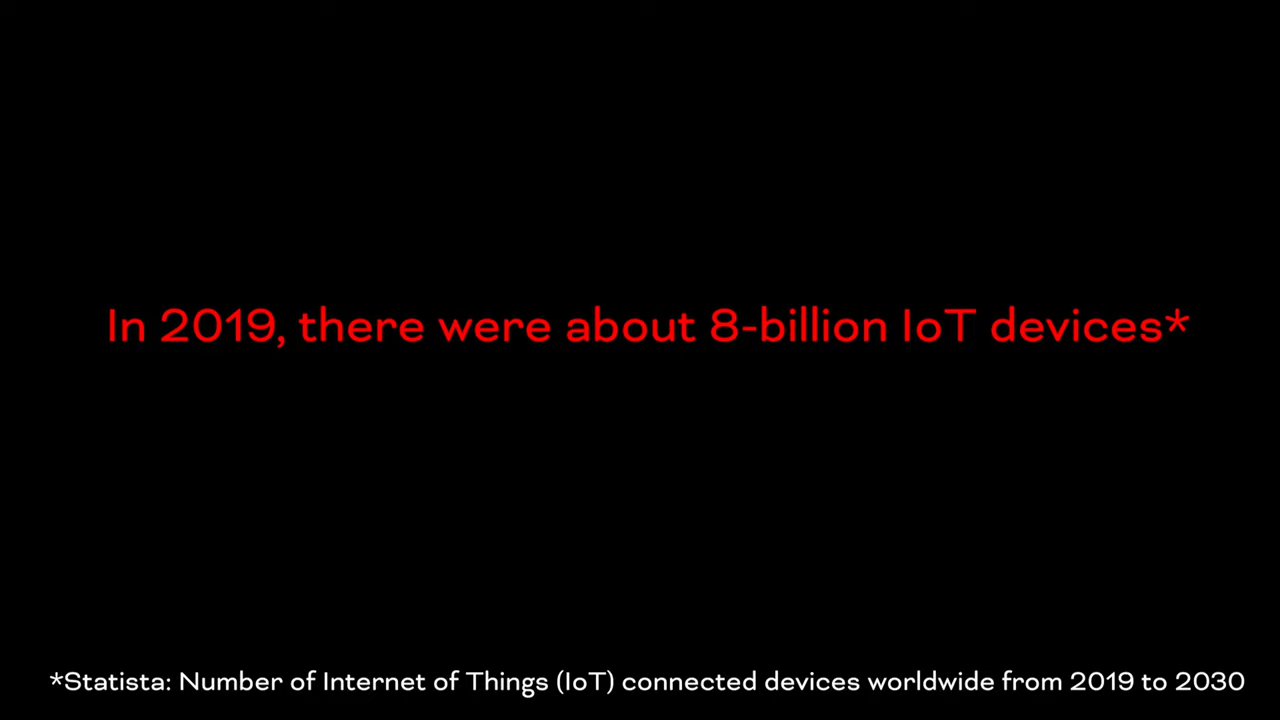 In 2019, there were about 8-billion IoT devices*
*Statista: Number of Internet of Things (IoT) connected devices worldwide from 2019 to 2030